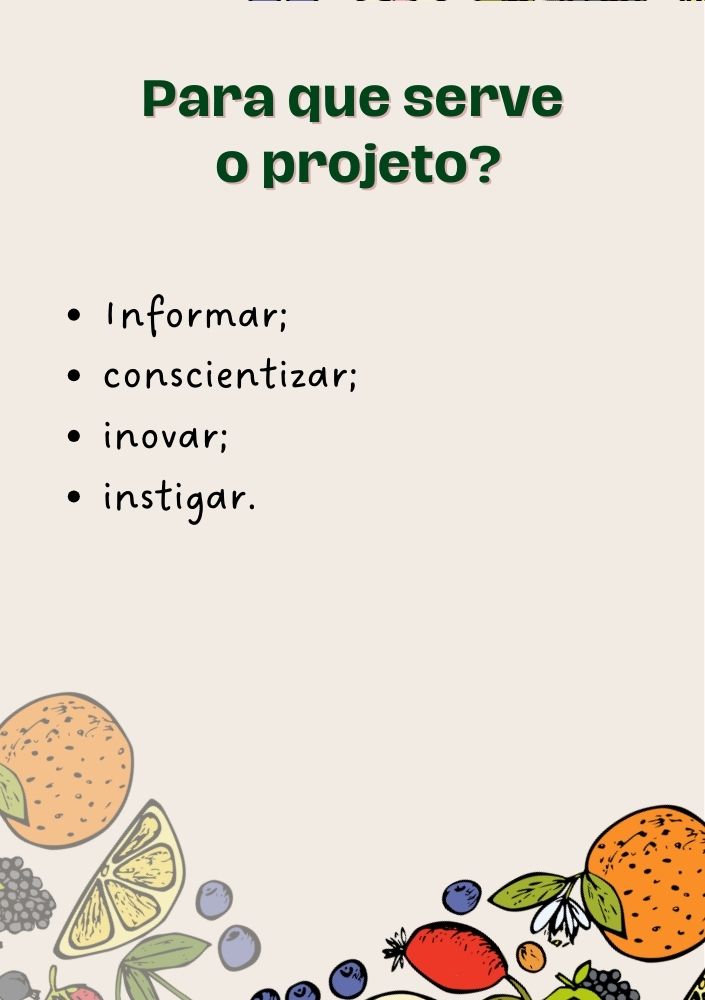 Para que serve
o projeto?
• Informar;
• conscientizar;
• inovar;
• instigar.